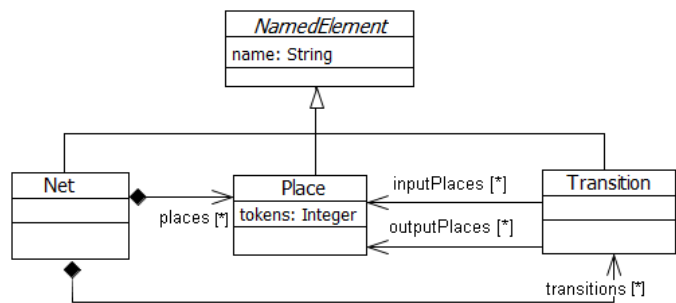 NamedElement
name: String
Net
Place
inputPlaces [*]
Transition
places [*]
tokens: Integer
outputPlaces [*]
transitions [*]